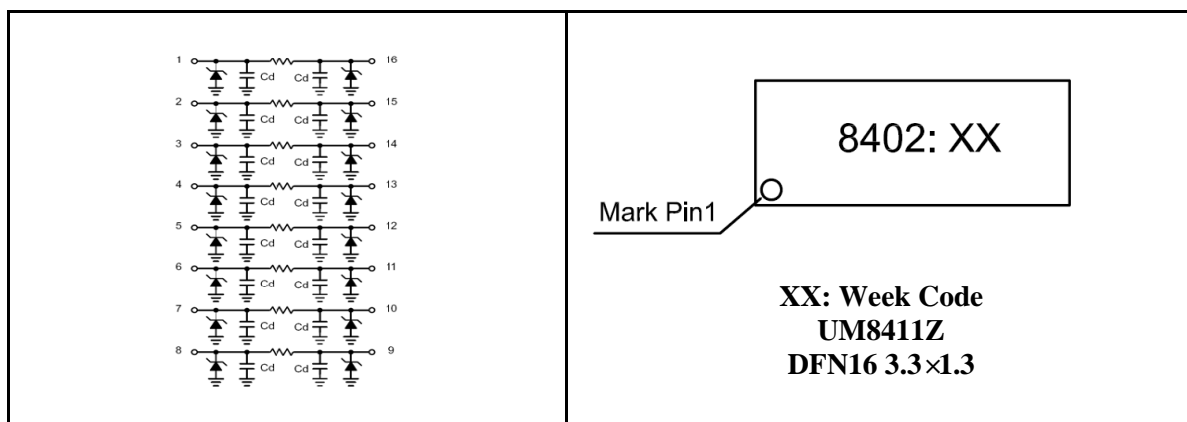 1 16
Cd Cd
2 15
Cd Cd
3 14
Cd Cd
4 13
Cd Cd
5 12
Cd Cd
6 11
Cd Cd
7 10
Cd Cd
8 9
Cd Cd
8402: XX
Mark Pin1
XX: Week Code
UM8411Z
DFN16 3.3×1.3